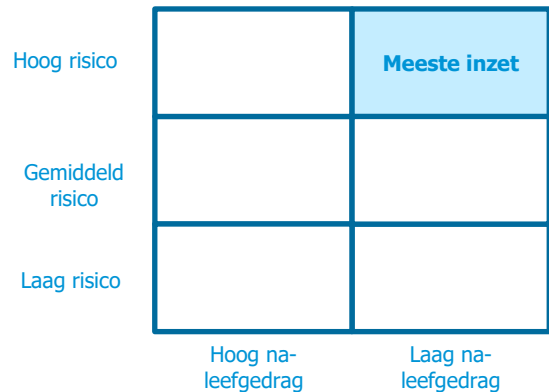 Hoog risico
Meeste inzet
Gemiddeld
risico
Laag risico
Hoog na-
leefgedrag
Laag na-
leefgedrag